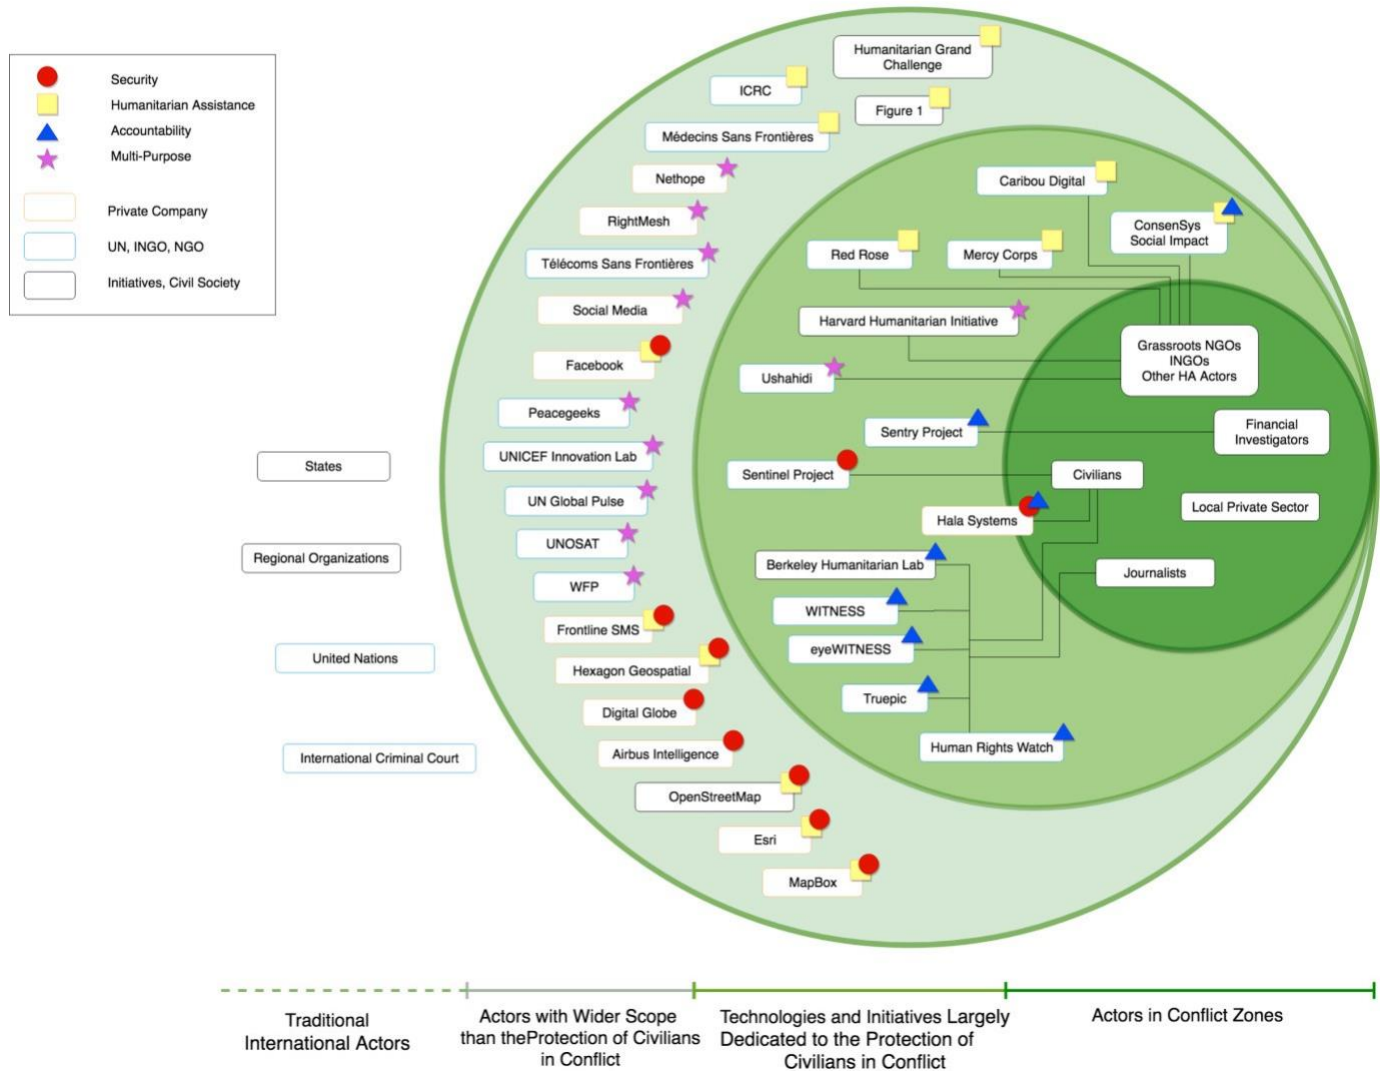 Security
Humanitarian Assistance
Accountability
Multi-Purpose
Private Company
UN, INGO, NGO
Initiatives, Civil Society
States
Regional Organizations
United Nations
International Criminal Court
Humanitarian Grand
Challenge
ICRC
Figure 1
Médecins Sans Frontières
Nethope
RightMesh
Télécoms Sans Frontières
Social Media
Facebook
Peacegeeks
UNICEF Innovation Lab
UN Global Pulse
UNOSAT
WFP
Frontline SMS
Hexagon Geospatial
Digital Globe
Airbus Intelligence
OpenStreetMap
Esri
MapBox
Caribou Digital
ConsenSys
Social Impact
Red Rose
Mercy Corps
Harvard Humanitarian Initiative
Ushahidi
Sentry Project
Sentinel Project
Hala Systems
Berkeley Humanitarian Lab
WITNESS
eyeWITNESS
Truepic
Human Rights Watch
Grassroots NGOs
INGOs
Other HA Actors
Financial
Investigators
Civilians
Local Private Sector
Journalists
Traditional
International Actors
Actors with Wider Scope
than theProtection of Civilians
in Conflict
Technologies and Initiatives Largely
Dedicated to the Protection of
Civilians in Conflict
Actors in Conflict Zones